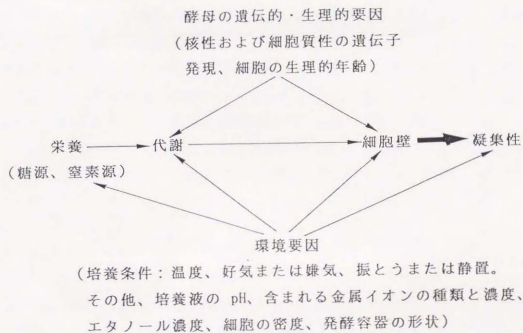 酵母の遺伝的・生理的要因
(核性および細胞質性の遺伝子
発現、細胞の生理的年齢)
栄養 代謝 細胞壁 凝集性
(糖源、窒素源)
環境要因
(培養条件:温度、好気または嫌気、振とうまたは静置。
その他、培養液の pH、含まれる金属イオンの種類と濃度、
エタノール濃度、細胞の密度、発酵容器の形状)